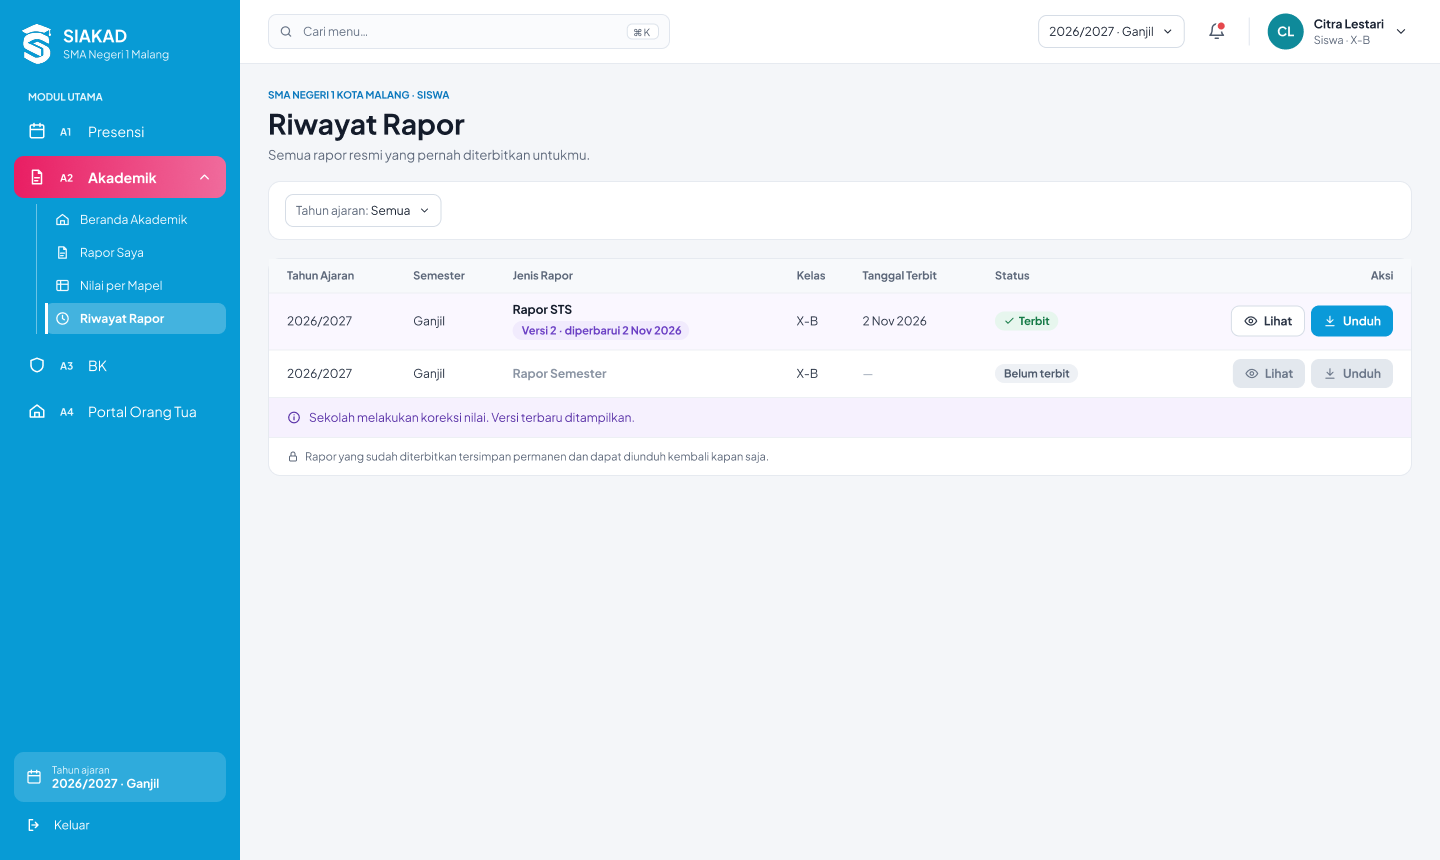 SIAKAD
SMA Negeri 1 Malang
MODUL UTAMA
A1 Presensi
A2 Akademik
Beranda Akademik
Rapor Saya
Nilai per Mapel
Riwayat Rapor
A3 BK
A4 Portal Orang Tua
Tahun ajaran
2026/2027 · Ganjil
Keluar
Cari menu...
⌘K
2026/2027 · Ganjil
CL
Citra Lestari
Siswa · X-B
SMA NEGERI 1 KOTA MALANG · SISWA
Riwayat Rapor
Semua rapor resmi yang pernah diterbitkan untukmu.
Tahun ajaran: Semua
Tahun Ajaran Semester Jenis Rapor Kelas Tanggal Terbit Status Aksi
2026/2027 Ganjil Rapor STS X-B 2 Nov 2026 Terbit Lihat Unduh
Versi 2 · diperbarui 2 Nov 2026
2026/2027 Ganjil Rapor Semester X-B — Belum terbit Lihat Unduh
Sekolah melakukan koreksi nilai. Versi terbaru ditampilkan.
Rapor yang sudah diterbitkan tersimpan permanen dan dapat diunduh kembali kapan saja.